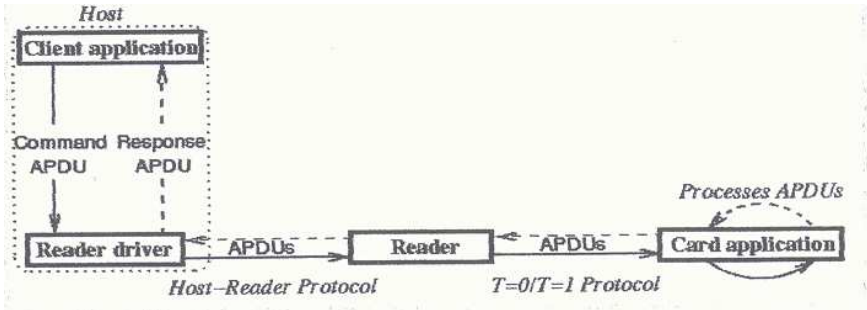 Host
Client application
Command Response
APDU APDU
Processes APDUs
Reader driver
APDUs
Reader
APDUs
Card application
Host-Reader Protocol
T=0/T=1 Protocol